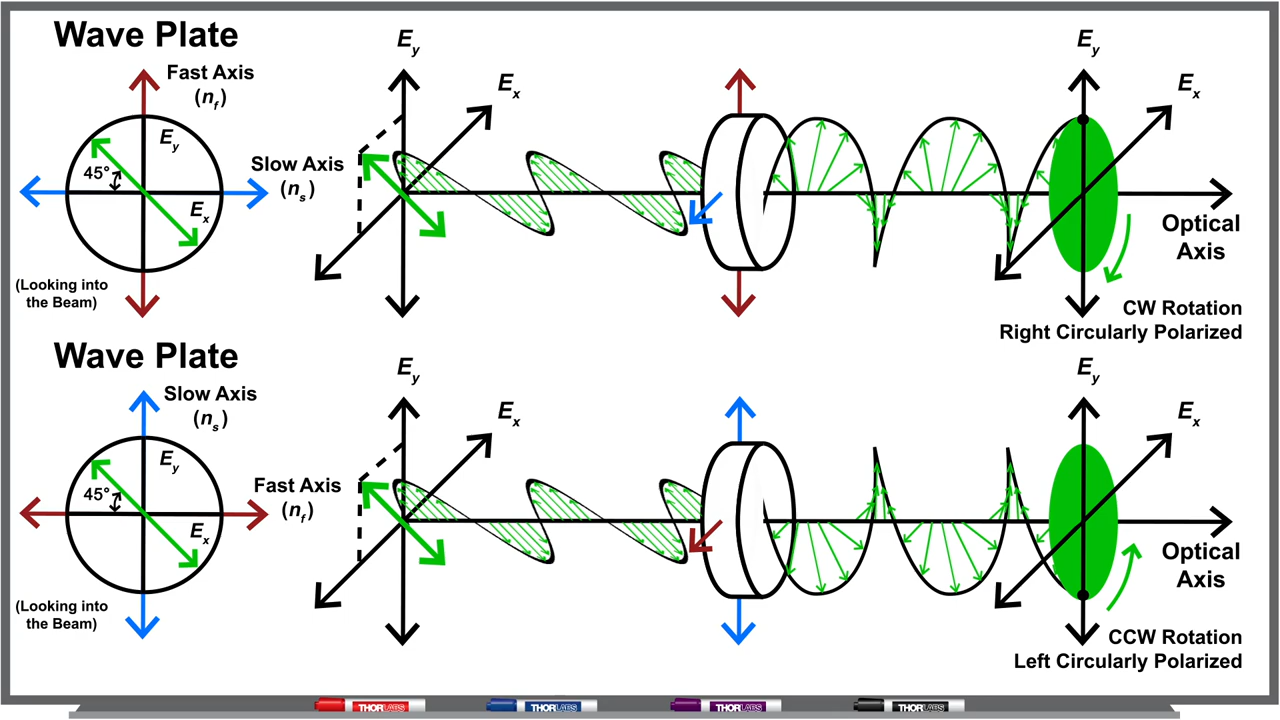 Wave Plate
Fast Axis
(nf)
Ey
45°
Ex
Slow Axis
(ns)
(Looking into
the Beam)
Ey
Ex
Ey
Ex
Optical
Axis
CW Rotation
Right Circularly Polarized
Wave Plate
Slow Axis
(ns)
Ey
45°
Ex
Fast Axis
(nf)
(Looking into
the Beam)
Ey
Ex
Ey
Ex
Optical
Axis
CCW Rotation
Left Circularly Polarized
THORLABS
THORLABS
THORLABS
THORLABS